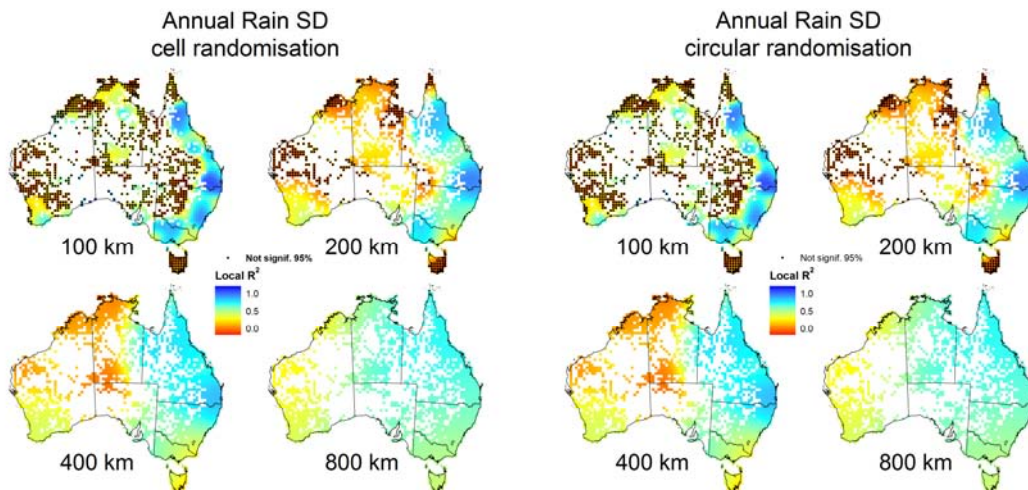 Annual Rain SD
cell randomisation
100 km
200 km
• Not signif. 95%
Local R²
1.0
0.5
0.0
400 km
800 km
Annual Rain SD
circular randomisation
100 km
200 km
• Not signif. 95%
Local R²
1.0
0.5
0.0
400 km
800 km